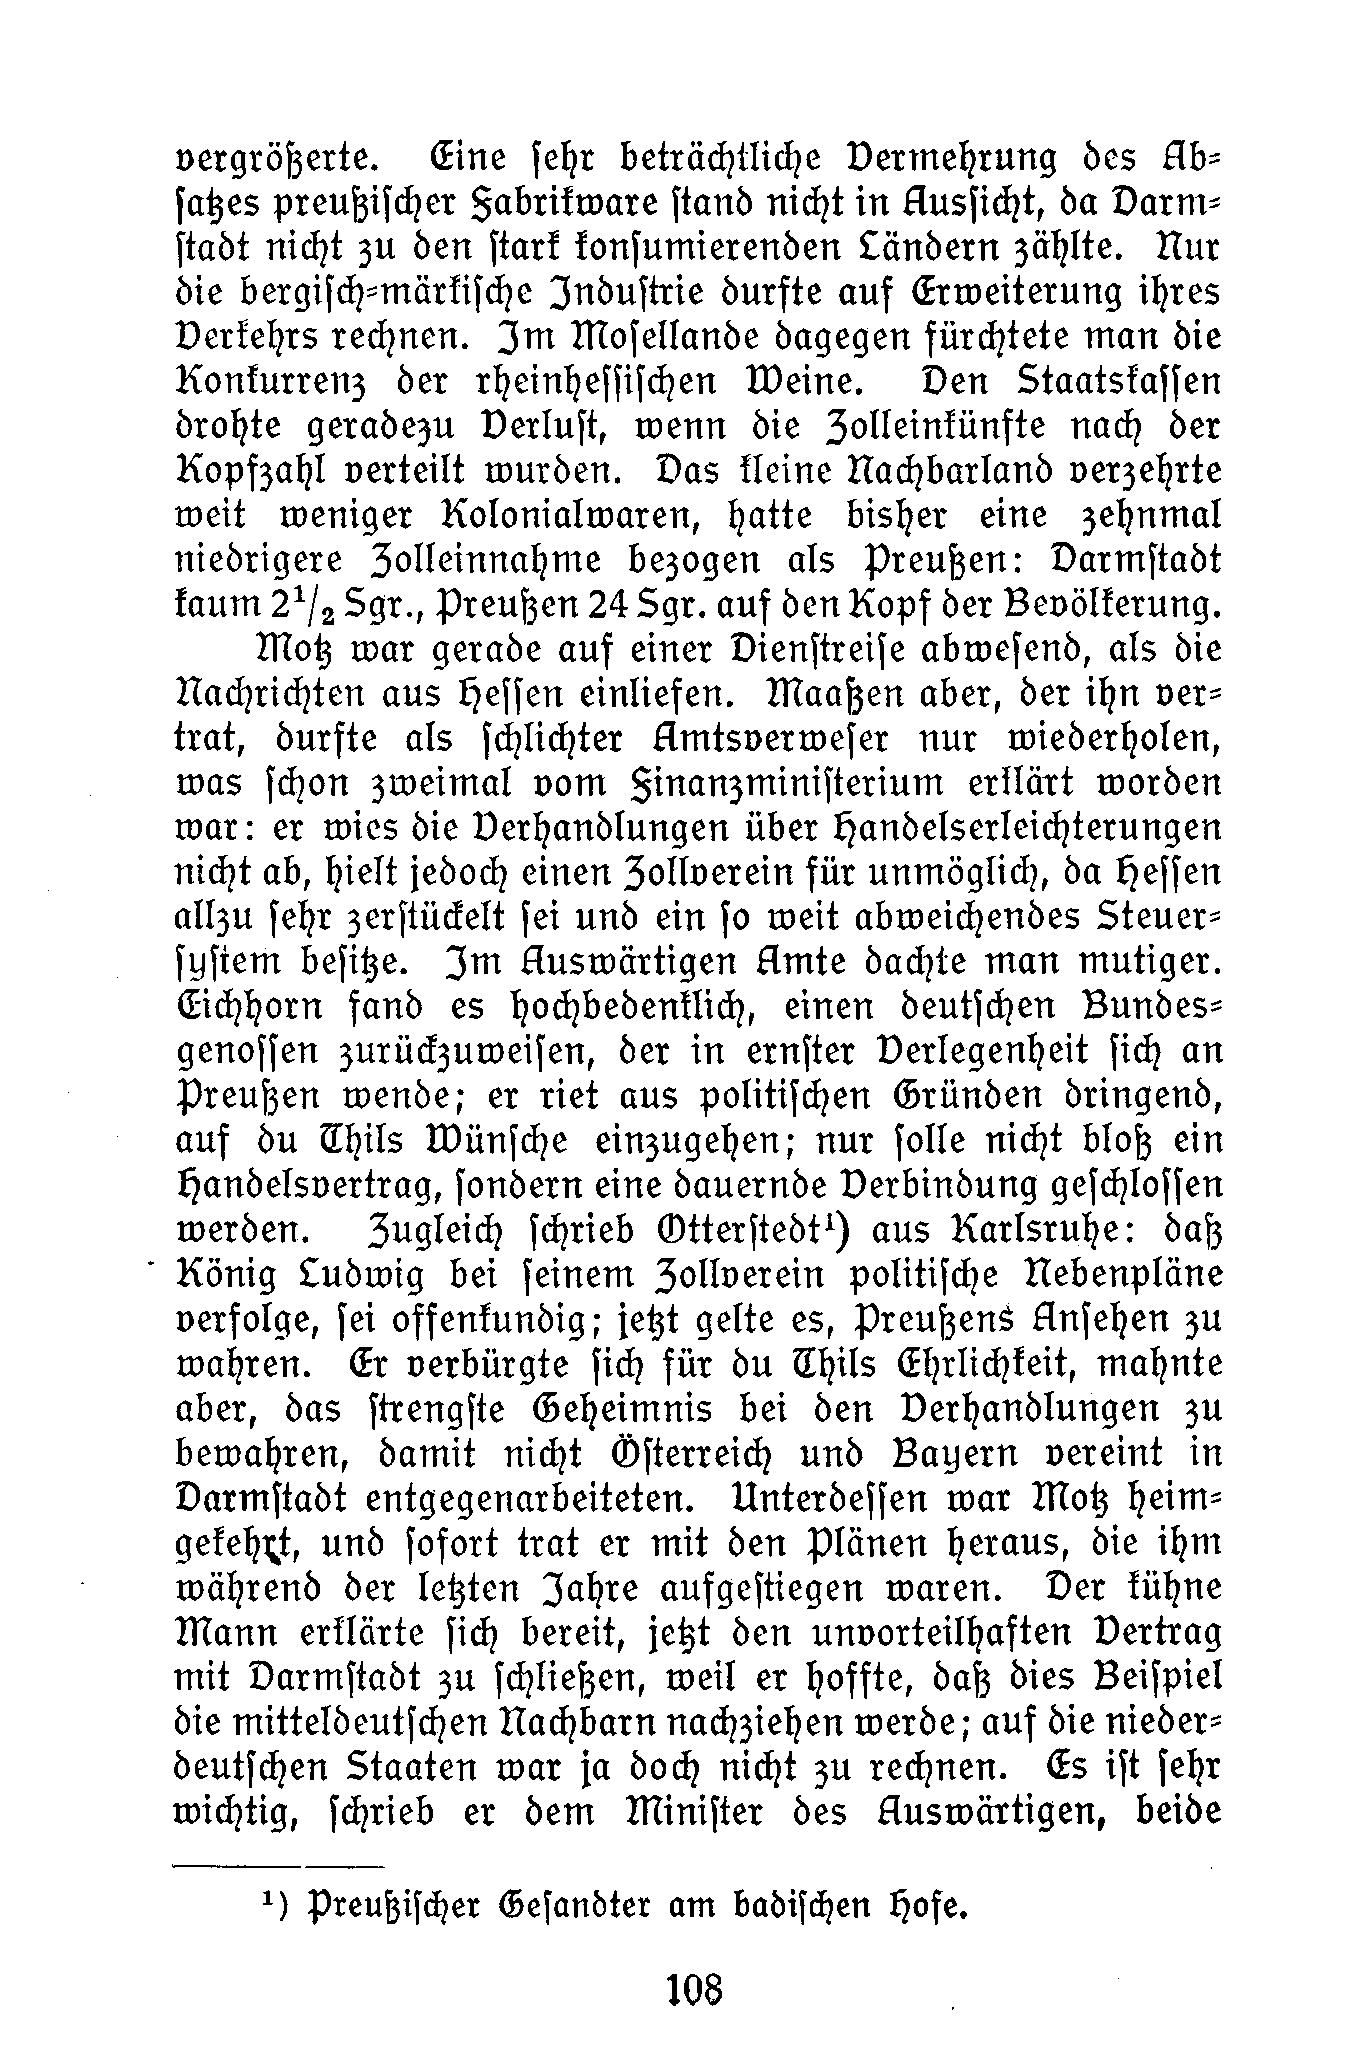 vergrößerte. Eine sehr beträchtliche Vermehrung des Ab-
satzes preußischer Fabrikware stand nicht in Aussicht, da Darm-
stadt nicht zu den stark konsumierenden Ländern zählte. Nur
die bergisch-märkische Industrie durfte auf Erweiterung ihres
Verkehrs rechnen. Im Mosellande dagegen fürchtete man die
Konkurrenz der rheinhessischen Weine. Den Staatskassen
drohte geradezu Verlust, wenn die Zolleinkünfte nach der
Kopfzahl verteilt wurden. Das kleine Nachbarland verzehrte
weit weniger Kolonialwaren, hatte bisher eine zehnmal
niedrigere Zolleinnahme bezogen als Preußen: Darmstadt
kaum 2¹/₂ Sgr., Preußen 24 Sgr. auf den Kopf der Bevölkerung.
Motz war gerade auf einer Dienstreise abwesend, als die
Nachrichten aus Hessen einliefen. Maaßen aber, der ihn ver-
trat, durfte als schlichter Amtsverweser nur wiederholen,
was schon zweimal vom Finanzministerium erklärt worden
war: er wies die Verhandlungen über Handelserleichterungen
nicht ab, hielt jedoch einen Zollverein für unmöglich, da Hessen
allzu sehr zerstückelt sei und ein so weit abweichendes Steuer-
system besitze. Im Auswärtigen Amte dachte man mutiger.
Eichhorn fand es hochbedenklich, einen deutschen Bundes-
genossen zurückzuweisen, der in ernster Verlegenheit sich an
Preußen wende; er riet aus politischen Gründen dringend,
auf du Thils Wünsche einzugehen; nur solle nicht bloß ein
Handelsvertrag, sondern eine dauernde Verbindung geschlossen
werden. Zugleich schrieb Otterstedt¹) aus Karlsruhe: daß
König Ludwig bei seinem Zollverein politische Nebenpläne
verfolge, sei offenkundig; jetzt gelte es, Preußens Ansehen zu
wahren. Er verbürgte sich für du Thils Ehrlichkeit, mahnte
aber, das strengste Geheimnis bei den Verhandlungen zu
bewahren, damit nicht Österreich und Bayern vereint in
Darmstadt entgegenarbeiteten. Unterdessen war Motz heim-
gekehrt, und sofort trat er mit den Plänen heraus, die ihm
während der letzten Jahre aufgestiegen waren. Der kühne
Mann erklärte sich bereit, jetzt den unvorteilhaften Vertrag
mit Darmstadt zu schließen, weil er hoffte, daß dies Beispiel
die mitteldeutschen Nachbarn nachziehen werde; auf die nieder-
deutschen Staaten war ja doch nicht zu rechnen. Es ist sehr
wichtig, schrieb er dem Minister des Auswärtigen, beide
¹) Preußischer Gesandter am badischen Hofe.
108